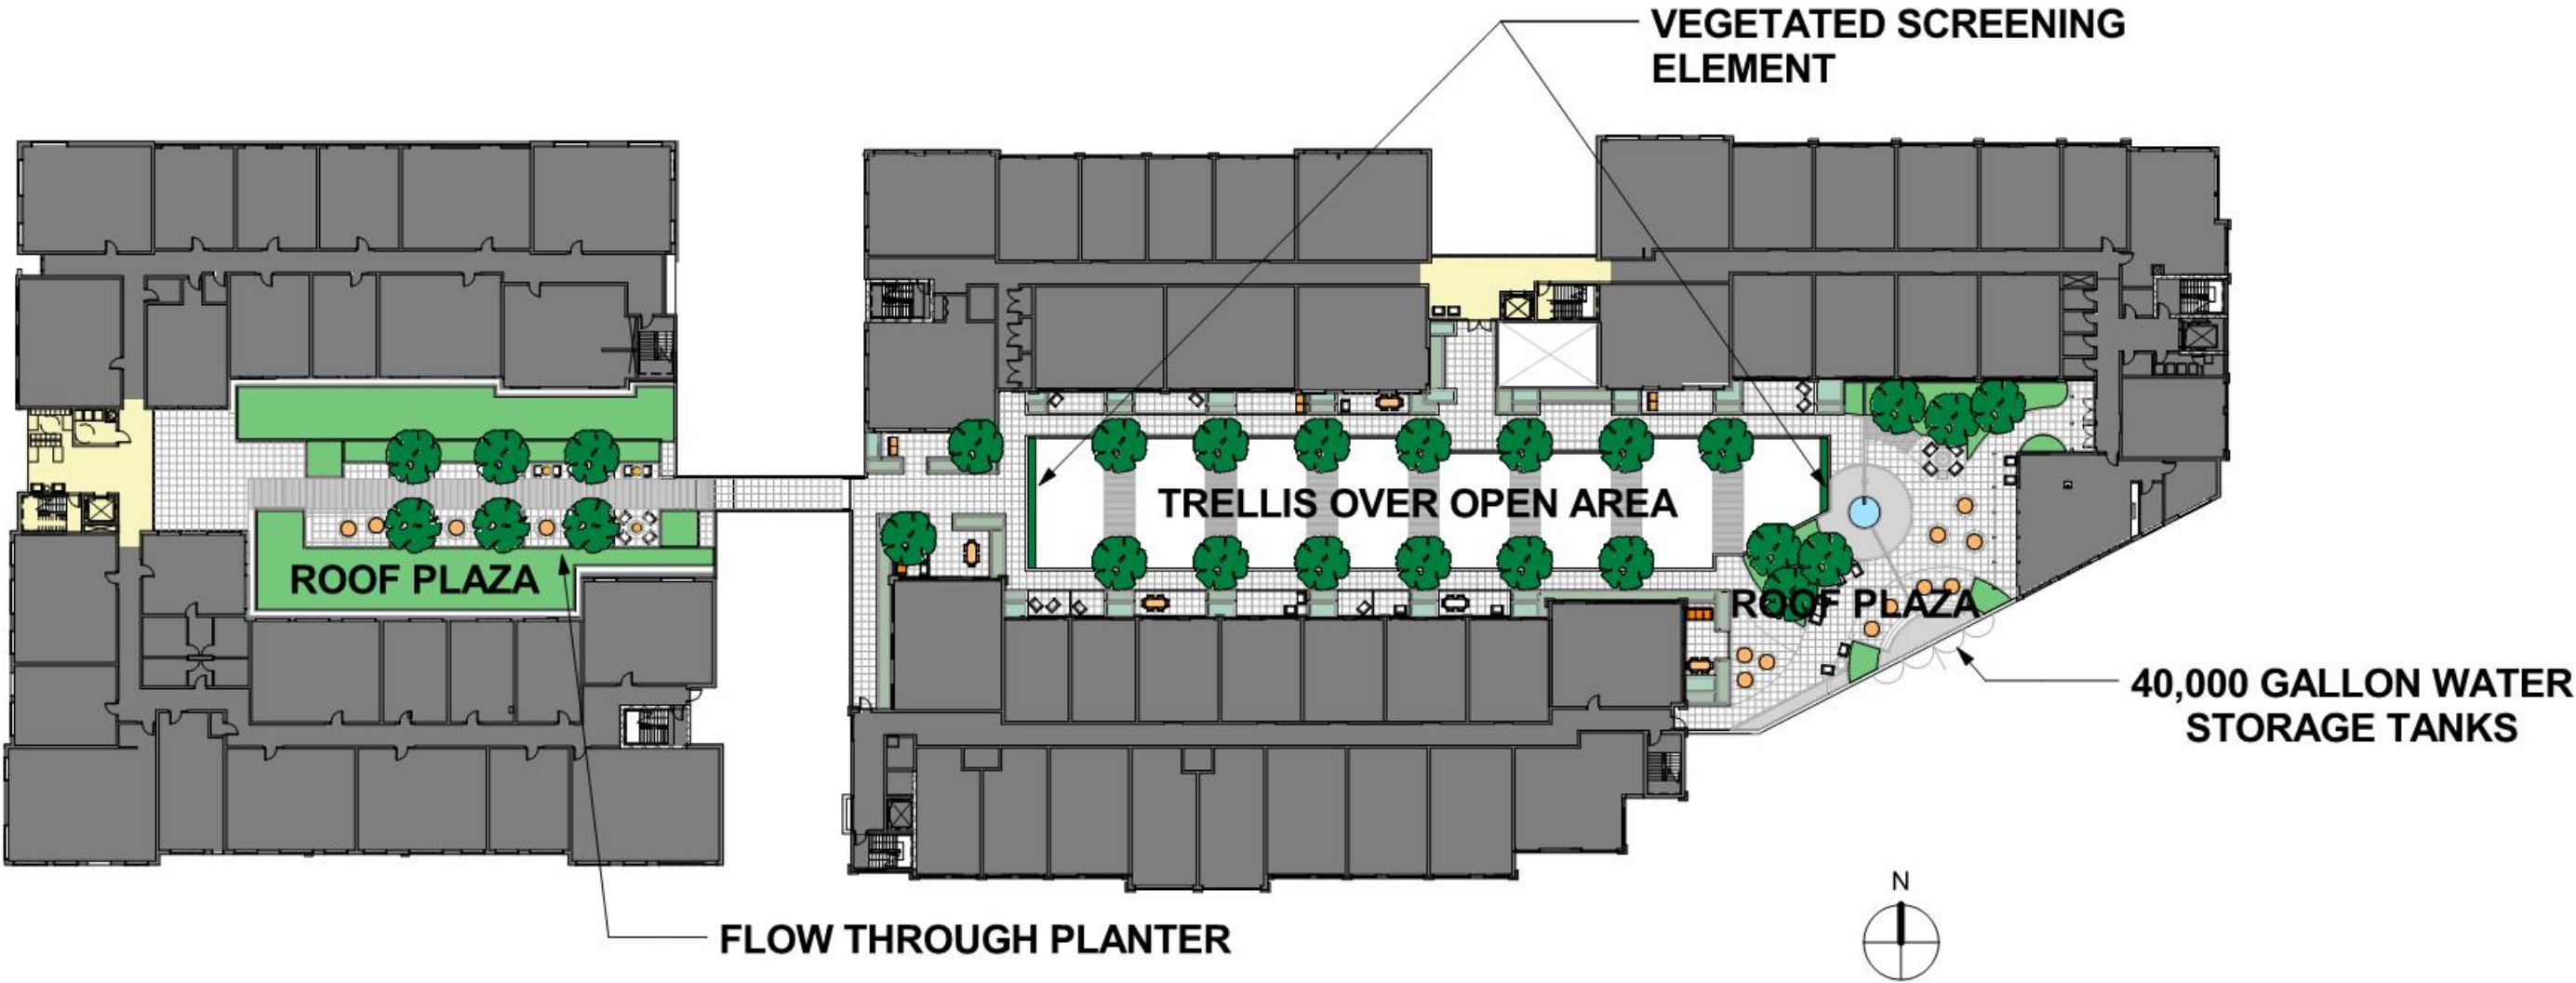 VEGETATED SCREENING
ELEMENT
TRELLIS OVER OPEN AREA
ROOF PLAZA
ROOF PLAZA
40,000 GALLON WATER
STORAGE TANKS
N
FLOW THROUGH PLANTER